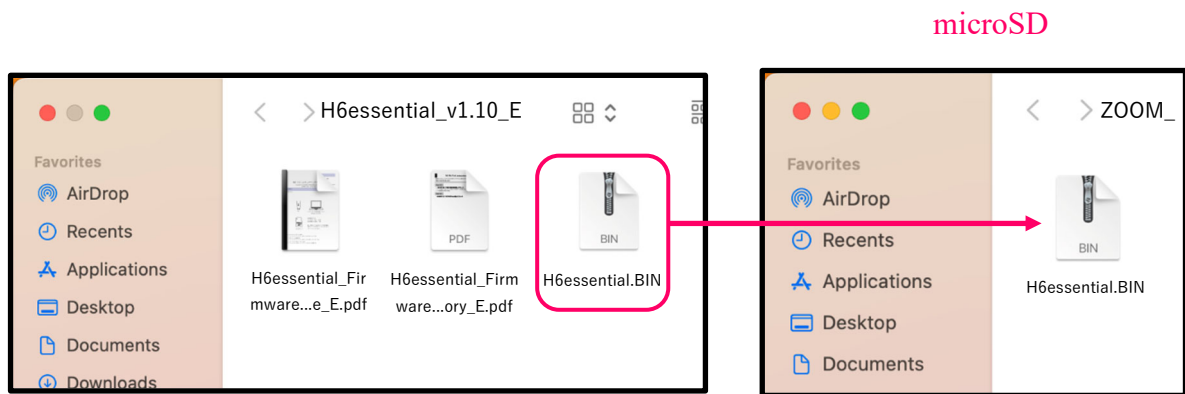 microSD
H6essential_v1.10_E
Favorites
AirDrop
Recents
Applications
Desktop
Documents
Downloads
PDF
BIN
H6essential_Fir
mware...e_E.pdf
H6essential_Firm
ware...ory_E.pdf
H6essential.BIN
ZOOM_
Favorites
AirDrop
Recents
Applications
Desktop
Documents
BIN
H6essential.BIN